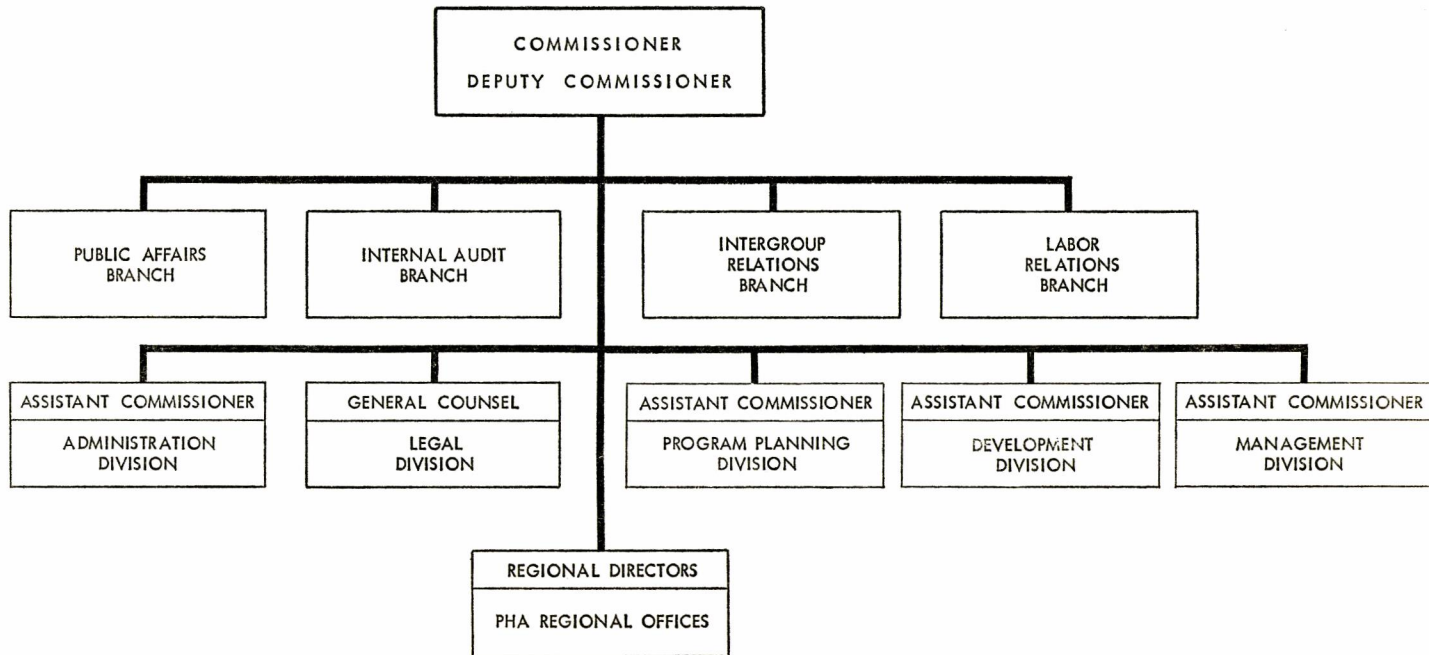 COMMISSIONER
DEPUTY COMMISSIONER
PUBLIC AFFAIRS
BRANCH
INTERNAL AUDIT
BRANCH
INTERGROUP
RELATIONS
BRANCH
LABOR
RELATIONS
BRANCH
ASSISTANT COMMISSIONER
ADMINISTRATION
DIVISION
GENERAL COUNSEL
LEGAL
DIVISION
ASSISTANT COMMISSIONER
PROGRAM PLANNING
DIVISION
ASSISTANT COMMISSIONER
DEVELOPMENT
DIVISION
ASSISTANT COMMISSIONER
MANAGEMENT
DIVISION
REGIONAL DIRECTORS
PHA REGIONAL OFFICES